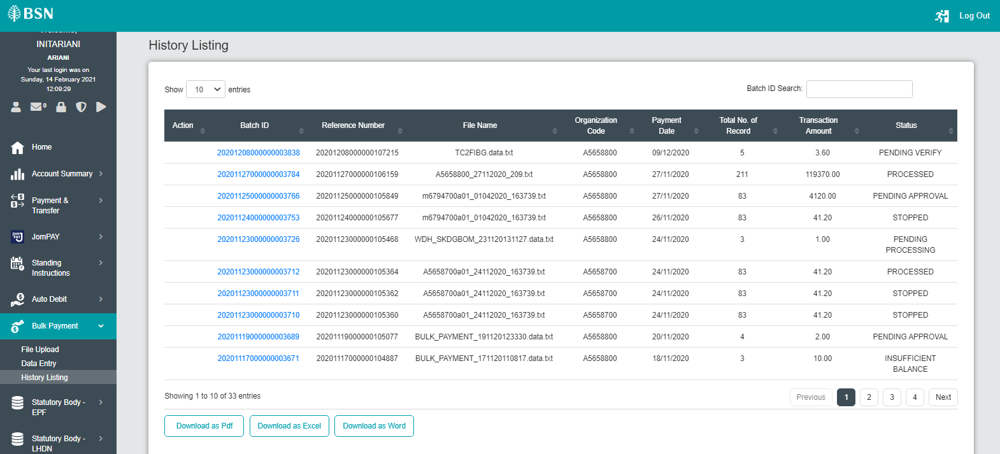 BSN
Log Out
Welcome,
INITARIANI
ARIANI
Your last login was on
Sunday, 14 February 2021
12:09:29
0
Home
Account Summary
Payment &
Transfer
JomPAY
Standing
Instructions
Auto Debit
Bulk Payment
File Upload
Data Entry
History Listing
Statutory Body -
EPF
Statutory Body -
LHDN
History Listing
Show 10 entries
Batch ID Search:
Action Batch ID Reference Number File Name Organization Code Payment Date Total No. of Record Transaction Amount Status
20201208000000003838 20201208000000107215 TC2FIBG.data.txt A5658800 09/12/2020 5 3.60 PENDING VERIFY
20201127000000003784 20201127000000106159 A5658800_27112020_209.txt A5658800 27/11/2020 211 119370.00 PROCESSED
20201125000000003766 20201125000000105849 m6794700a01_01042020_163739.txt A5658800 27/11/2020 83 4120.00 PENDING APPROVAL
20201124000000003753 20201124000000105677 m6794700a01_01042020_163739.txt A5658800 26/11/2020 83 41.20 STOPPED
20201123000000003726 20201123000000105468 WDH_SKDGBOM_231120131127.data.txt A5658800 24/11/2020 3 1.00 PENDING PROCESSING
20201123000000003712 20201123000000105364 A5658700a01_24112020_163739.txt A5658700 24/11/2020 83 41.20 PROCESSED
20201123000000003711 20201123000000105362 A5658700a01_24112020_163739.txt A5658700 24/11/2020 83 41.20 STOPPED
20201123000000003710 20201123000000105360 A5658700a01_24112020_163739.txt A5658700 24/11/2020 83 41.20 STOPPED
20201119000000003689 20201119000000105077 BULK_PAYMENT_191120123330.data.txt A5658800 20/11/2020 4 2.00 PENDING APPROVAL
20201117000000003671 20201117000000104887 BULK_PAYMENT_171120110817.data.txt A5658800 18/11/2020 3 10.00 INSUFFICIENT BALANCE
Showing 1 to 10 of 33 entries
Previous 1 2 3 4 Next
Download as Pdf
Download as Excel
Download as Word